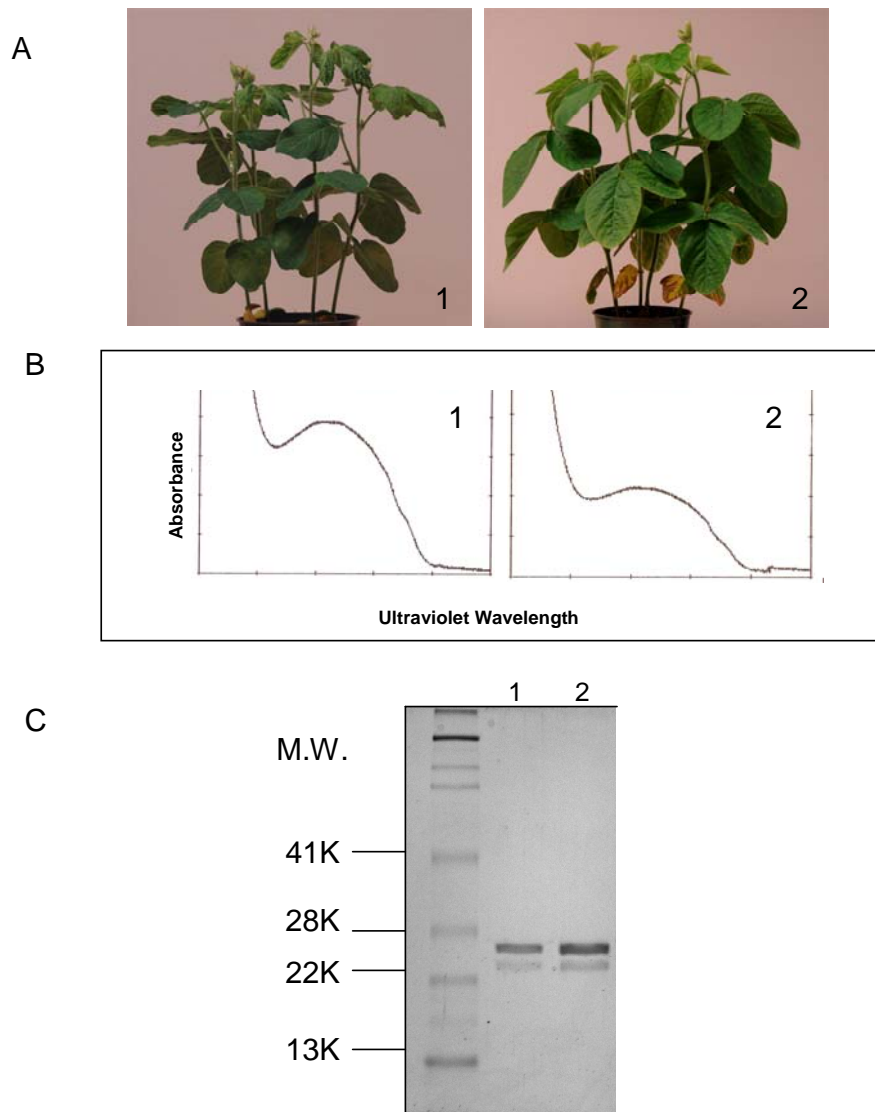 A
1
2
B
1
2
Absorbance
Ultraviolet Wavelength
C
1 2
M.W.
41K
28K
22K
13K